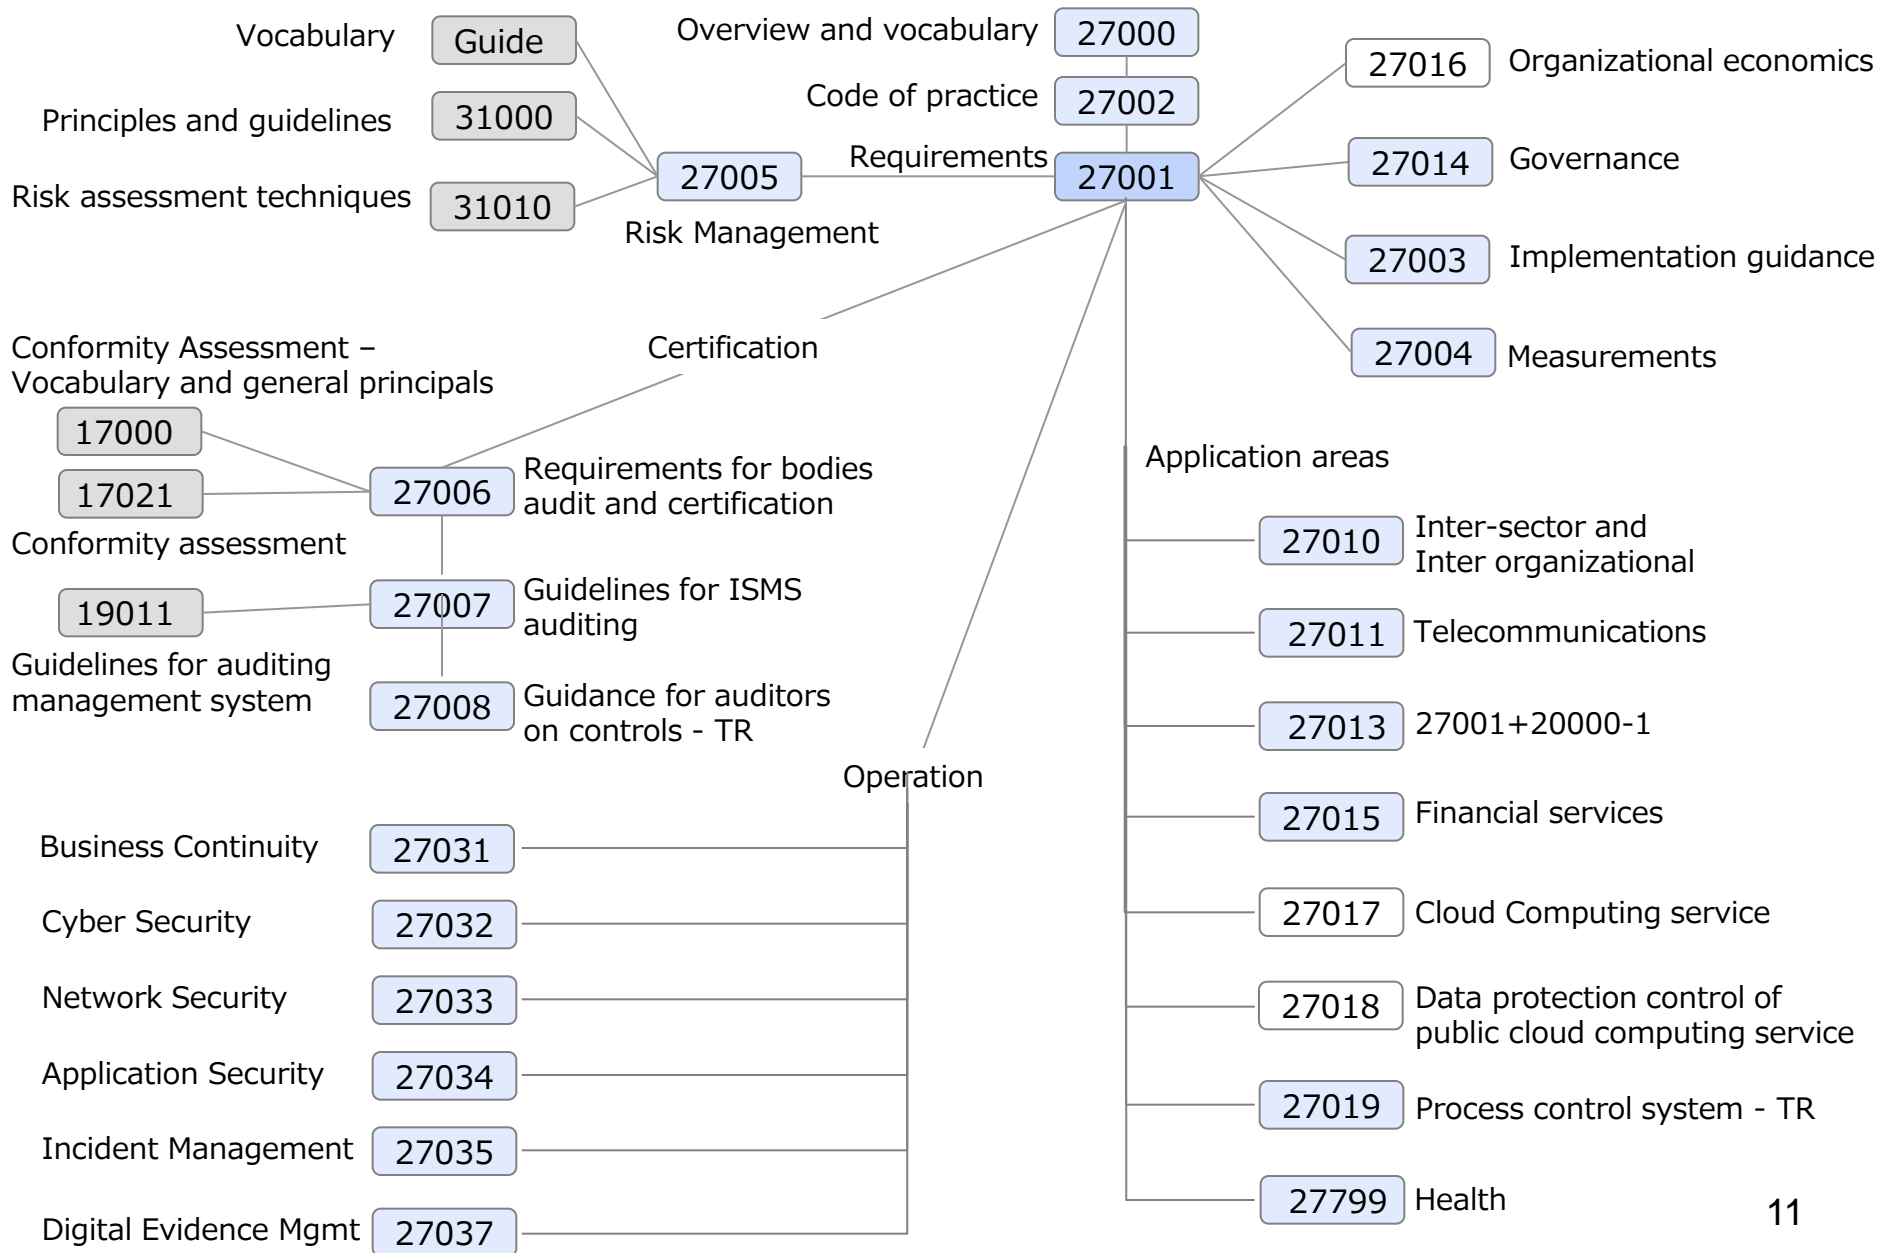 Vocabulary
Guide
Principles and guidelines
31000
Risk assessment techniques
31010
27005
Risk Management
Overview and vocabulary
27000
Code of practice
27002
Requirements
27001
27016
Organizational economics
27014
Governance
27003
Implementation guidance
27004
Measurements
Certification
Conformity Assessment –
Vocabulary and general principals
17000
17021
Conformity assessment
27006
Requirements for bodies
audit and certification
19011
Guidelines for auditing
management system
27007
Guidelines for ISMS
auditing
27008
Guidance for auditors
on controls - TR
Operation
Business Continuity
27031
Cyber Security
27032
Network Security
27033
Application Security
27034
Incident Management
27035
Digital Evidence Mgmt
27037
Application areas
27010
Inter-sector and
Inter organizational
27011
Telecommunications
27013
27001+20000-1
27015
Financial services
27017
Cloud Computing service
27018
Data protection control of
public cloud computing service
27019
Process control system - TR
27799
Health
11